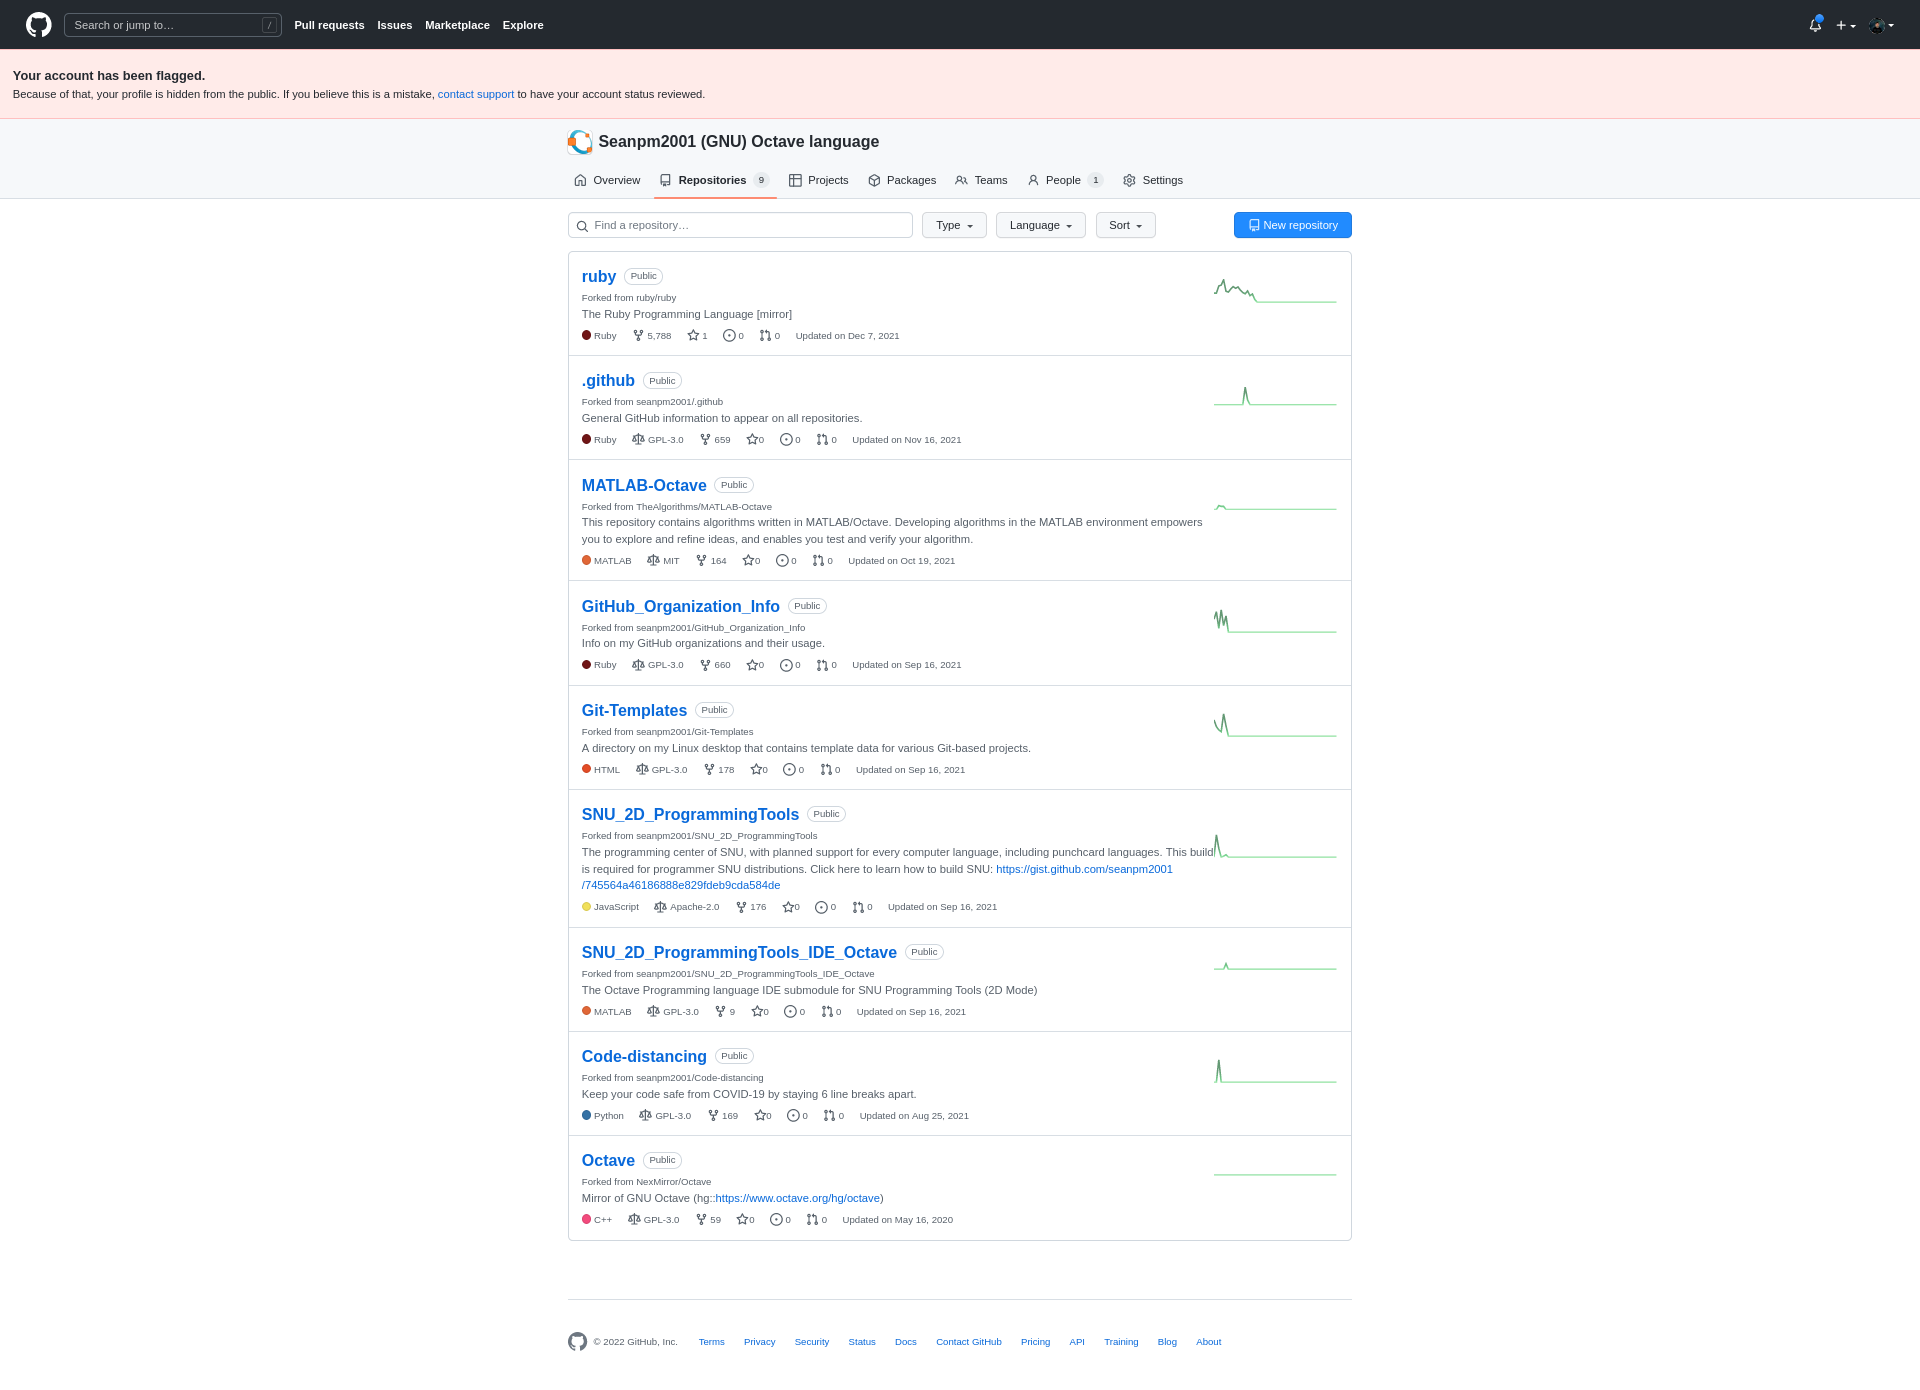 Search or jump to… /
Pull requests Issues Marketplace Explore
Your account has been flagged.
Because of that, your profile is hidden from the public. If you believe this is a mistake, contact support to have your account status reviewed.
Seanpm2001 (GNU) Octave language
Overview Repositories 9 Projects Packages Teams People 1 Settings
Find a repository… Type Language Sort New repository
ruby Public
Forked from ruby/ruby
The Ruby Programming Language [mirror]
Ruby 5,788 1 0 0 Updated on Dec 7, 2021
.github Public
Forked from seanpm2001/.github
General GitHub information to appear on all repositories.
Ruby GPL-3.0 659 0 0 0 Updated on Nov 16, 2021
MATLAB-Octave Public
Forked from TheAlgorithms/MATLAB-Octave
This repository contains algorithms written in MATLAB/Octave. Developing algorithms in the MATLAB environment empowers
you to explore and refine ideas, and enables you test and verify your algorithm.
MATLAB MIT 164 0 0 0 Updated on Oct 19, 2021
GitHub_Organization_Info Public
Forked from seanpm2001/GitHub_Organization_Info
Info on my GitHub organizations and their usage.
Ruby GPL-3.0 660 0 0 0 Updated on Sep 16, 2021
Git-Templates Public
Forked from seanpm2001/Git-Templates
A directory on my Linux desktop that contains template data for various Git-based projects.
HTML GPL-3.0 178 0 0 0 Updated on Sep 16, 2021
SNU_2D_ProgrammingTools Public
Forked from seanpm2001/SNU_2D_ProgrammingTools
The programming center of SNU, with planned support for every computer language, including punchcard languages. This build
is required for programmer SNU distributions. Click here to learn how to build SNU: https://gist.github.com/seanpm2001
/745564a46186888e829fdeb9cda584de
JavaScript Apache-2.0 176 0 0 0 Updated on Sep 16, 2021
SNU_2D_ProgrammingTools_IDE_Octave Public
Forked from seanpm2001/SNU_2D_ProgrammingTools_IDE_Octave
The Octave Programming language IDE submodule for SNU Programming Tools (2D Mode)
MATLAB GPL-3.0 9 0 0 0 Updated on Sep 16, 2021
Code-distancing Public
Forked from seanpm2001/Code-distancing
Keep your code safe from COVID-19 by staying 6 line breaks apart.
Python GPL-3.0 169 0 0 0 Updated on Aug 25, 2021
Octave Public
Forked from NexMirror/Octave
Mirror of GNU Octave (hg::https://www.octave.org/hg/octave)
C++ GPL-3.0 59 0 0 0 Updated on May 16, 2020
© 2022 GitHub, Inc. Terms Privacy Security Status Docs Contact GitHub Pricing API Training Blog About